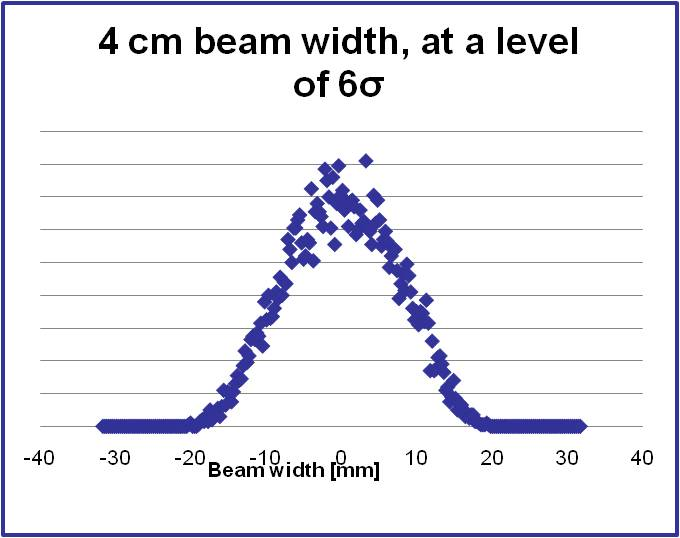 4 cm beam width, at a level
of 6σ
-40 -30 -20 -10 0 10 20 30 40
Beam width [mm]